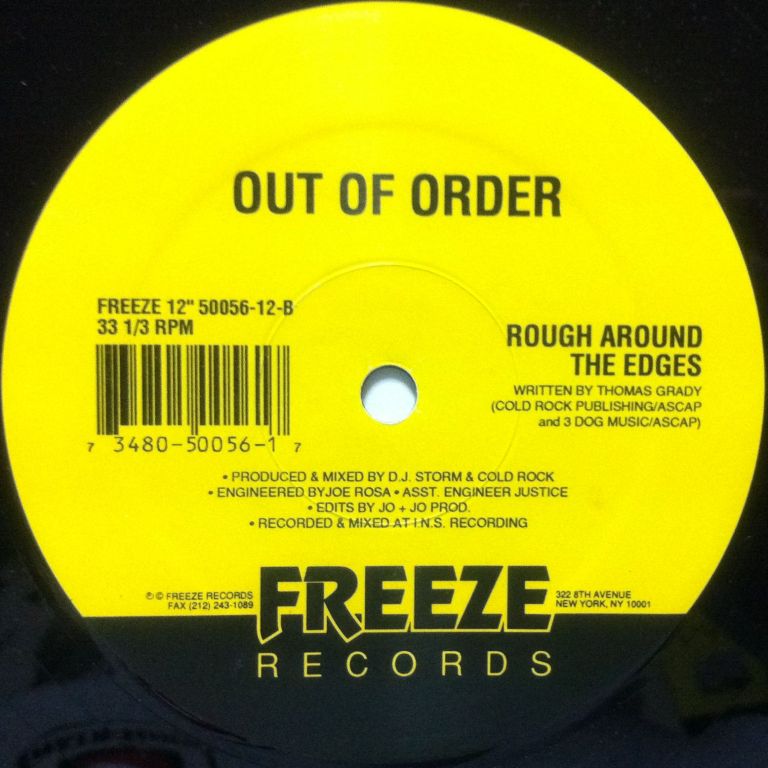 OUT OF ORDER
FREEZE 12" 50056-12-B
33 1/3 RPM
7 3480-50056-1 7
ROUGH AROUND
THE EDGES
WRITTEN BY THOMAS GRADY
(COLD ROCK PUBLISHING/ASCAP
and 3 DOG MUSIC/ASCAP)
• PRODUCED & MIXED BY D.J. STORM & COLD ROCK
• ENGINEERED BYJOE ROSA • ASST. ENGINEER JUSTICE
• EDITS BY JO + JO PROD.
• RECORDED & MIXED AT I.N.S. RECORDING
℗ © FREEZE RECORDS
FAX (212) 243-1089
FREEZE
RECORDS
322 8TH AVENUE
NEW YORK, NY 10001